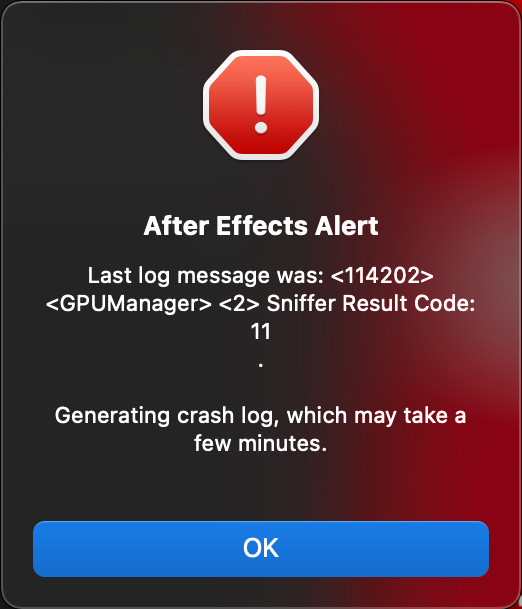 After Effects Alert
Last log message was: <114202>
<GPUManager> <2> Sniffer Result Code:
11
.
Generating crash log, which may take a
few minutes.
OK